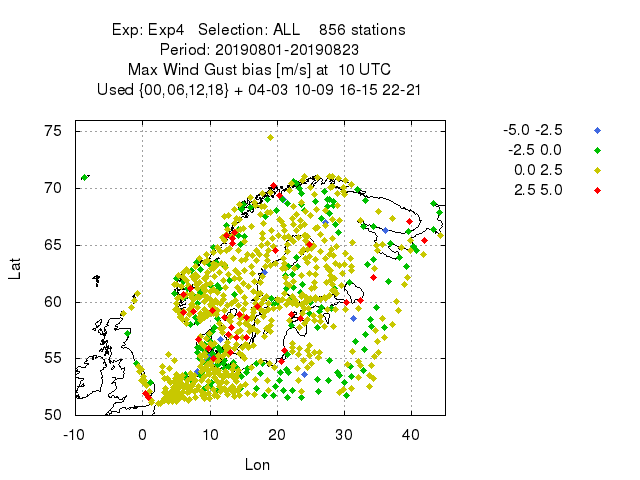 Exp: Exp4 Selection: ALL 856 stations
Period: 20190801-20190823
Max Wind Gust bias [m/s] at 10 UTC
Used {00,06,12,18} + 04-03 10-09 16-15 22-21
-5.0 -2.5
-2.5 0.0
0.0 2.5
2.5 5.0
75
70
65
60
55
50
Lat
-10 0 10 20 30 40
Lon